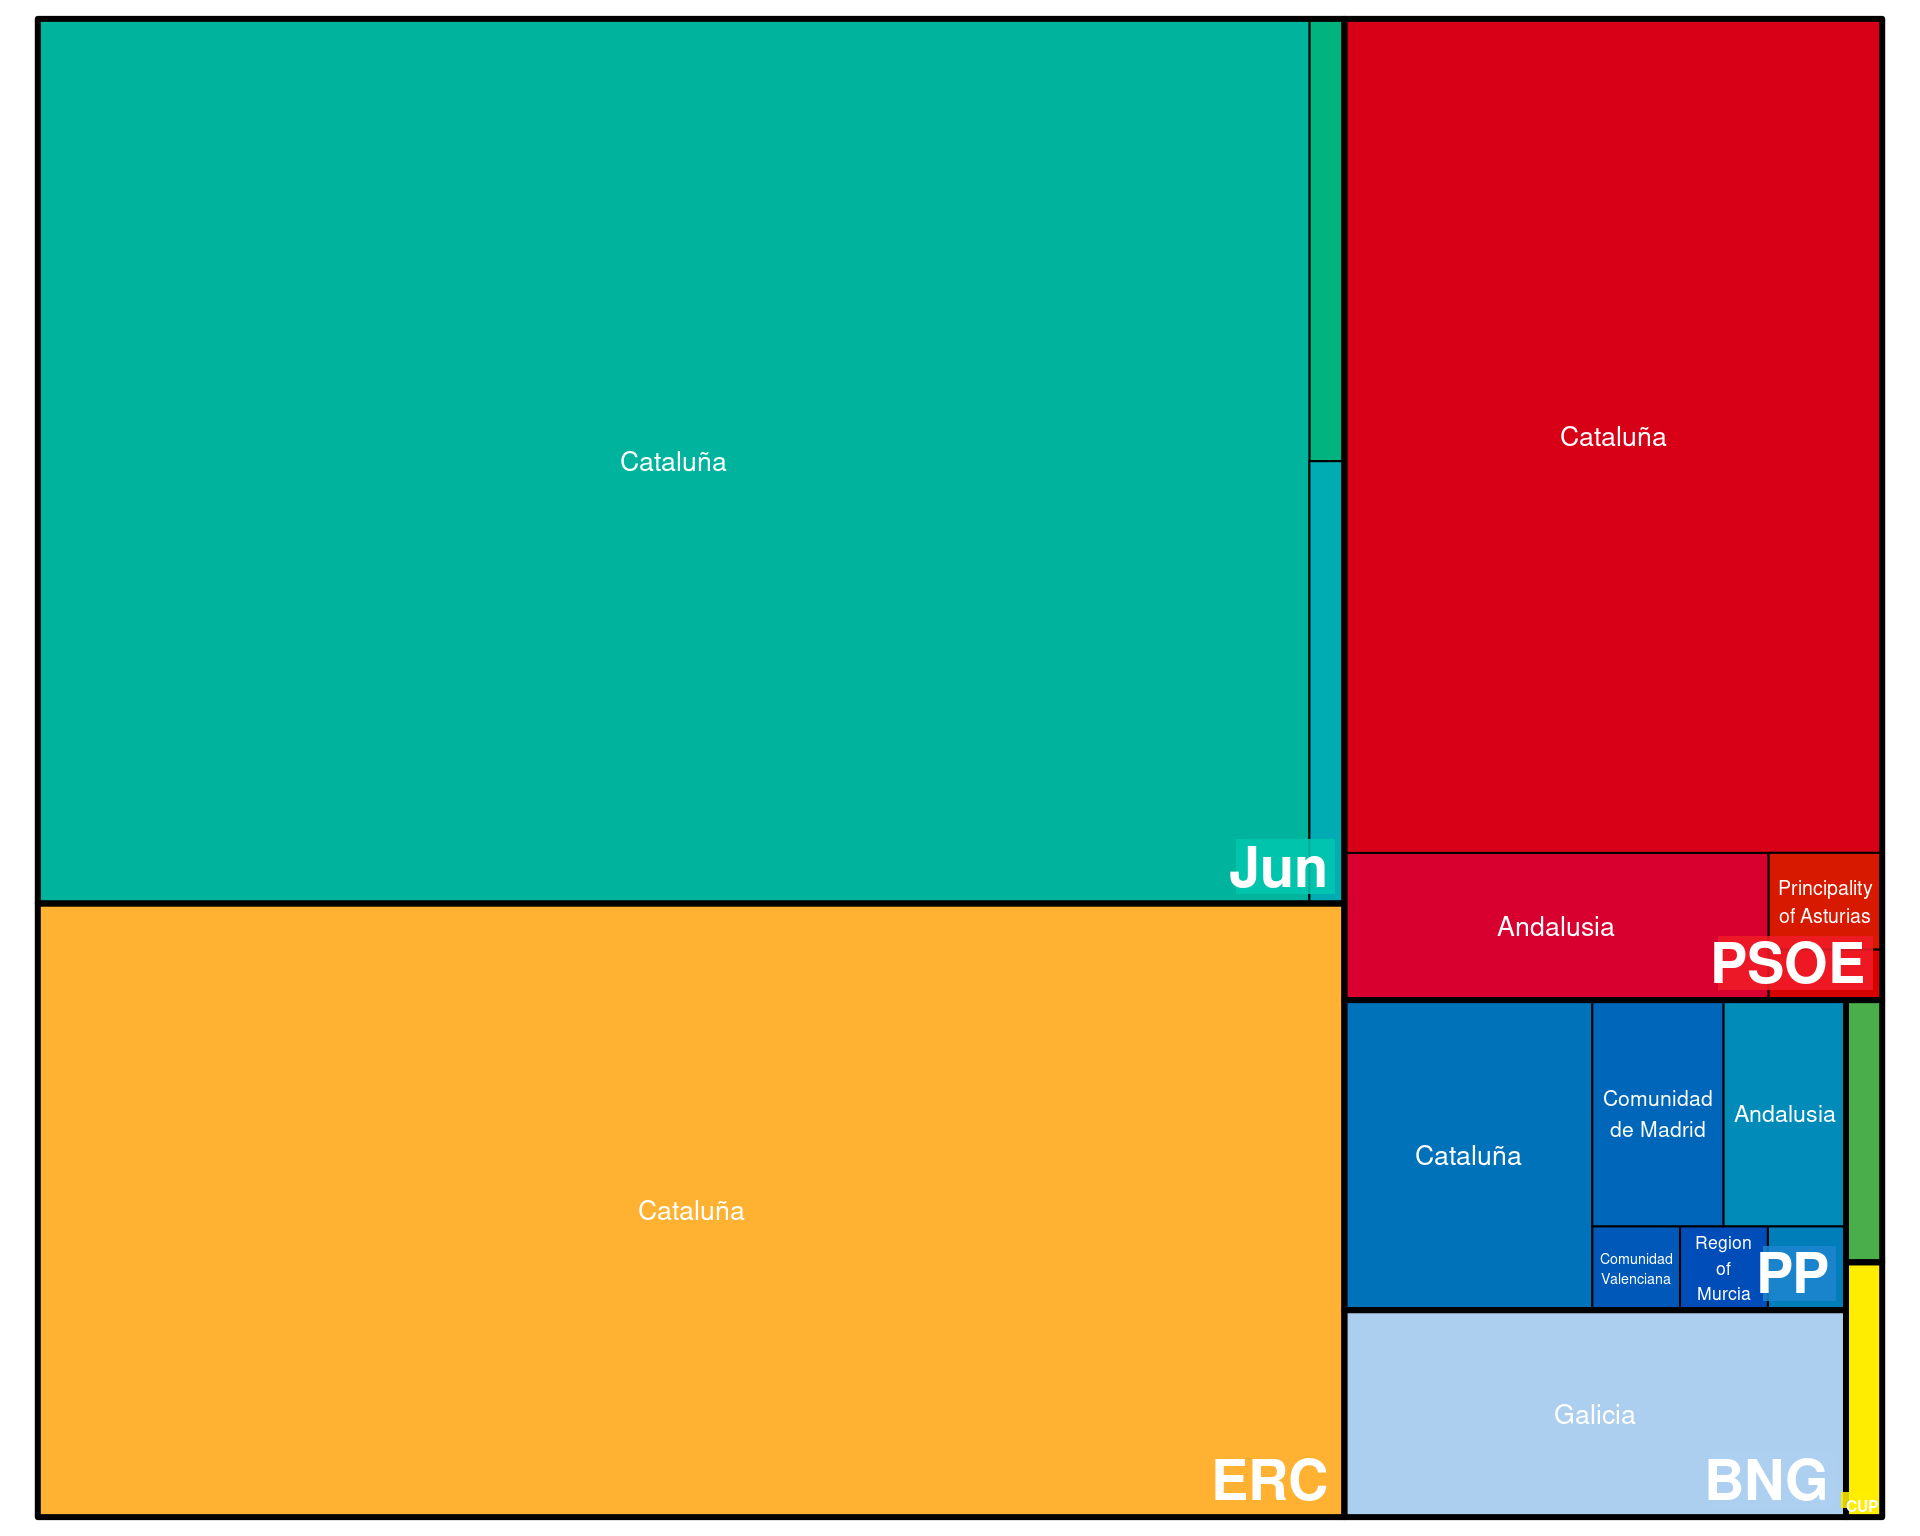 Cataluña
Jun
Cataluña
ERC
Cataluña
Andalusia
Principality
of Asturias
PSOE
Cataluña
Comunidad
de Madrid
Andalusia
Comunidad
Valenciana
Region
of
Murcia
PP
Galicia
BNG
CUP